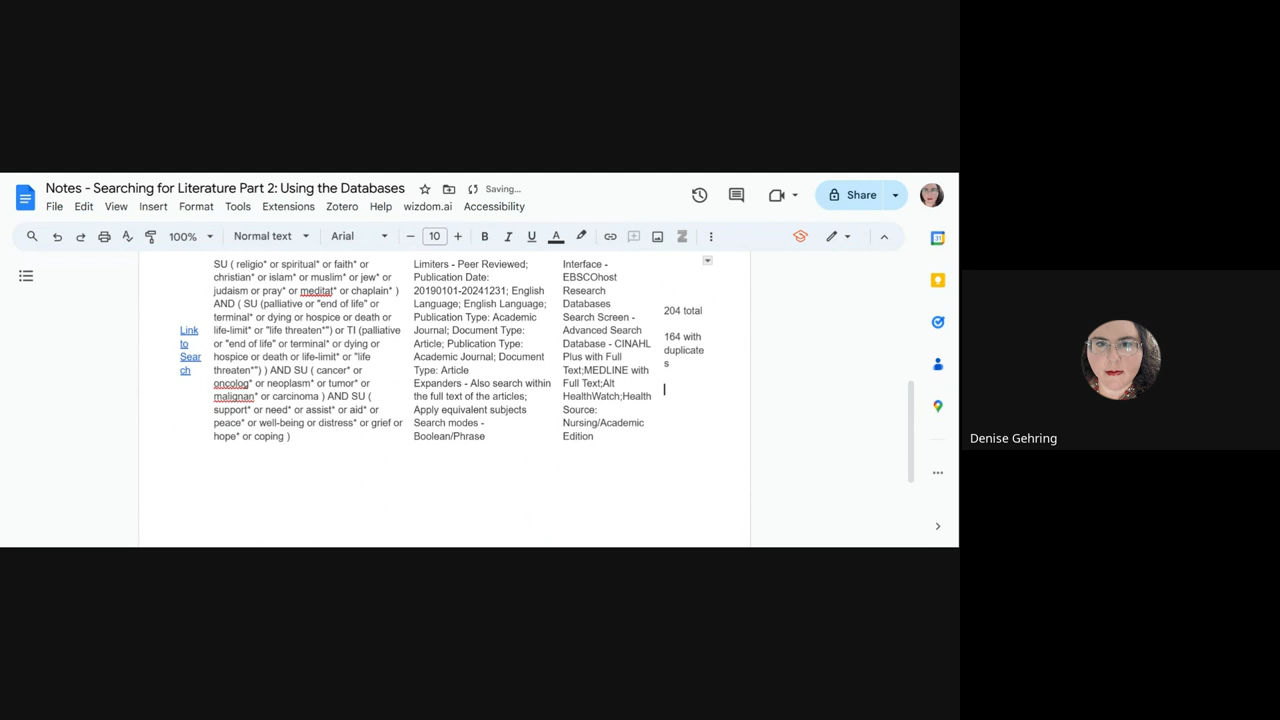 Notes - Searching for Literature Part 2: Using the Databases
Saving...
File Edit View Insert Format Tools Extensions Zotero Help wizdom.ai Accessibility
Share
100% Normal text Arial 10 B I U A Z
Link
to
Sear
ch
SU ( religio* or spiritual* or faith* or
christian* or islam* or muslim* or jew* or
judaism or pray* or meditat* or chaplain* )
AND ( SU (palliative or "end of life" or
terminal* or dying or hospice or death or
life-limit* or "life threaten*") or TI (palliative
or "end of life" or terminal* or dying or
hospice or death or life-limit* or "life
threaten*") ) AND SU ( cancer* or
oncolog* or neoplasm* or tumor* or
malignan* or carcinoma ) AND SU (
support* or need* or assist* or aid* or
peace* or well-being or distress* or grief or
hope* or coping )
Limiters - Peer Reviewed;
Publication Date:
20190101-20241231; English
Language; English Language;
Publication Type: Academic
Journal; Document Type:
Article; Publication Type:
Academic Journal; Document
Type: Article
Expanders - Also search within
the full text of the articles;
Apply equivalent subjects
Search modes -
Boolean/Phrase
Interface -
EBSCOhost
Research
Databases
Search Screen -
Advanced Search
Database - CINAHL
Plus with Full
Text;MEDLINE with
Full Text;Alt
HealthWatch;Health
Source:
Nursing/Academic
Edition
204 total
164 with
duplicate
s
31
Denise Gehring